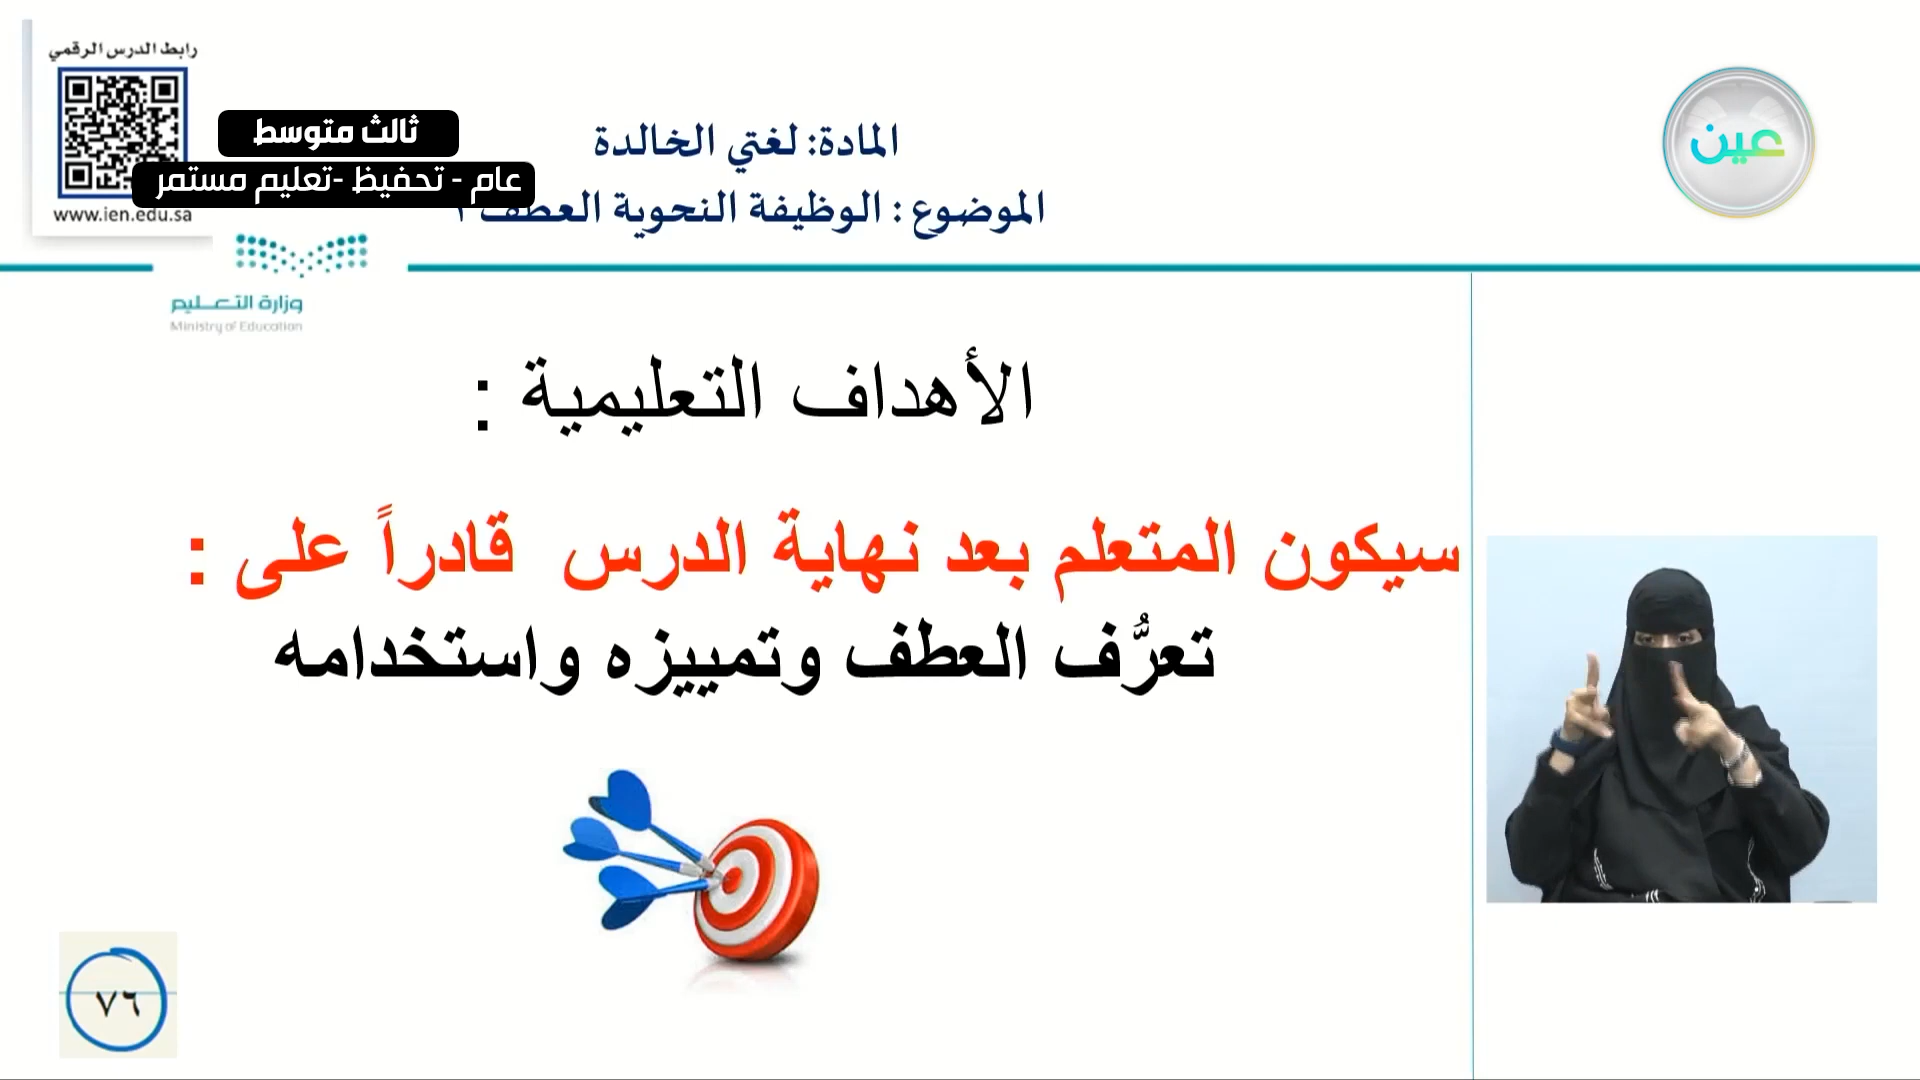 رابط الدرس الرقمي
ثالث متوسط
عام - تحفيظ -تعليم مستمر
www.ien.edu.sa
المادة: لغتي الخالدة
الموضوع : الوظيفة النحوية العطف
عين
وزارة التعـــليم
Ministry of Education
الأهداف التعليمية :
سيكون المتعلم بعد نهاية الدرس قادراً على :
تعرُّف العطف وتمييزه واستخدامه
٧٦